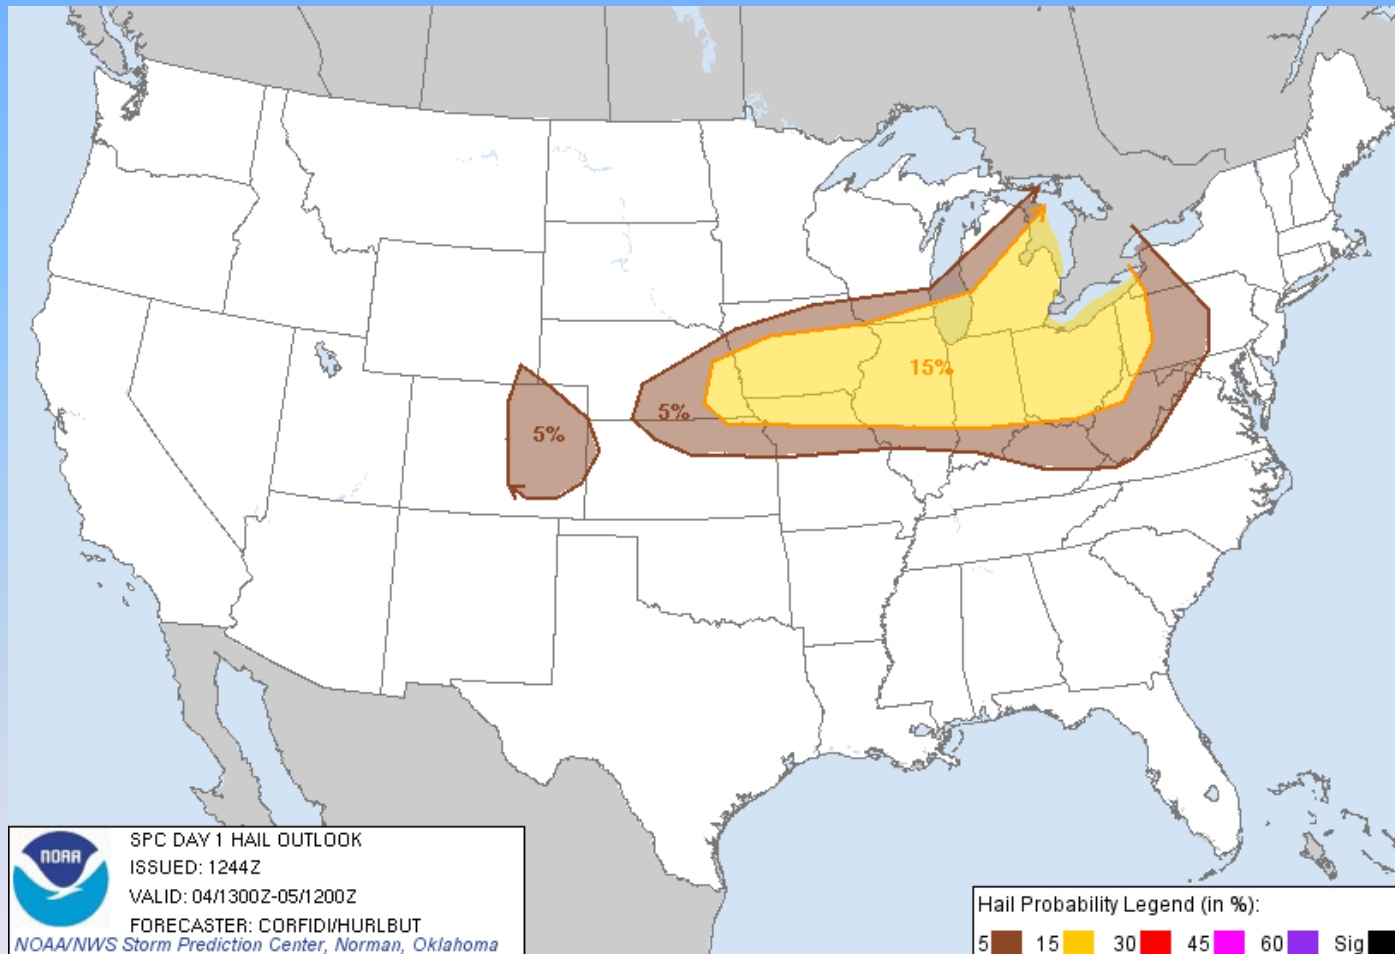 15%
5%
5%
NOAA
SPC DAY 1 HAIL OUTLOOK
ISSUED: 1244Z
VALID: 04/1300Z-05/1200Z
FORECASTER: CORFIDI/HURLBUT
NOAA/NWS Storm Prediction Center, Norman, Oklahoma
Hail Probability Legend (in %):
5 15 30 45 60 Sig